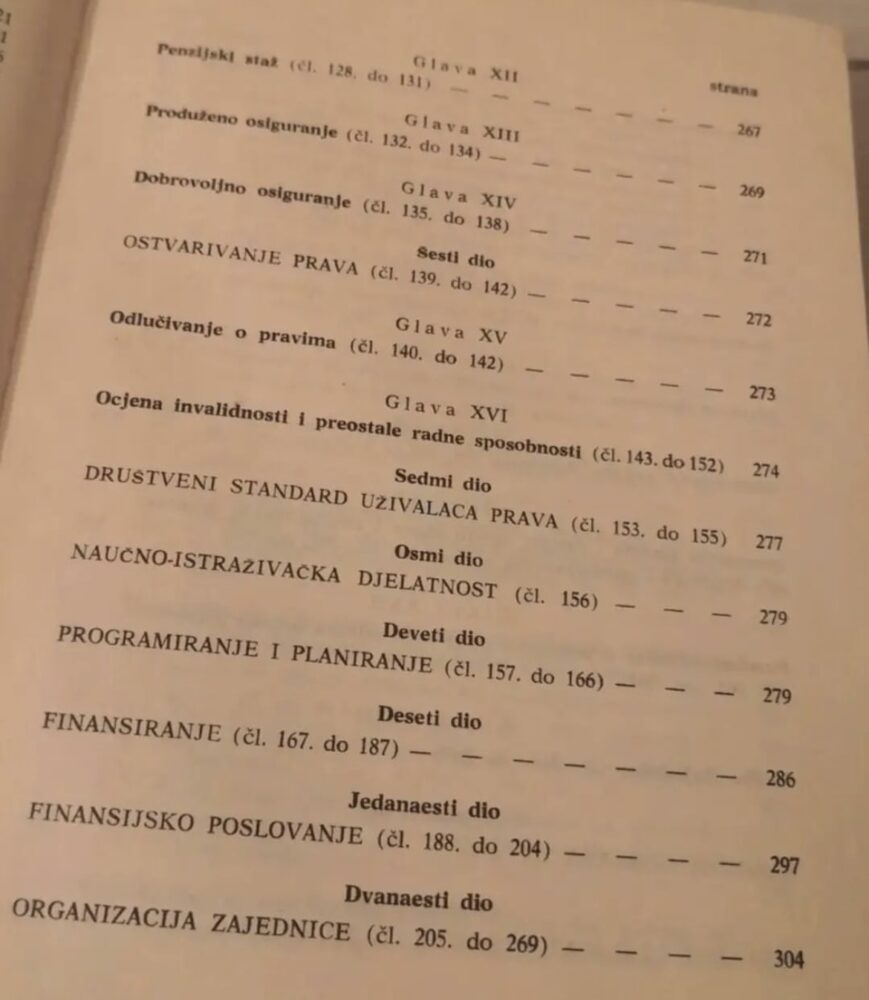 21
1
strana
Glava XII
Penzijski staž (čl. 128. do 131) — — — — — — — 267
Glava XIII
Produženo osiguranje (čl. 132. do 134) — — — — — — 269
Glava XIV
Dobrovoljno osiguranje (čl. 135. do 138) — — — — — 271
Šesti dio
OSTVARIVANJE PRAVA (čl. 139. do 142) — — — — — 272
Glava XV
Odlučivanje o pravima (čl. 140. do 142) — — — — — 273
Glava XVI
Ocjena invalidnosti i preostale radne sposobnosti (čl. 143. do 152) 274
Sedmi dio
DRUŠTVENI STANDARD UŽIVALACA PRAVA (čl. 153. do 155) 277
Osmi dio
NAUČNO-ISTRAŽIVAČKA DJELATNOST (čl. 156) — — — 279
Deveti dio
PROGRAMIRANJE I PLANIRANJE (čl. 157. do 166) — — — 279
Deseti dio
FINANSIRANJE (čl. 167. do 187) — — — — — — — 286
Jedanaesti dio
FINANSIJSKO POSLOVANJE (čl. 188. do 204) — — — — 297
Dvanaesti dio
ORGANIZACIJA ZAJEDNICE (čl. 205. do 269) — — — — 304